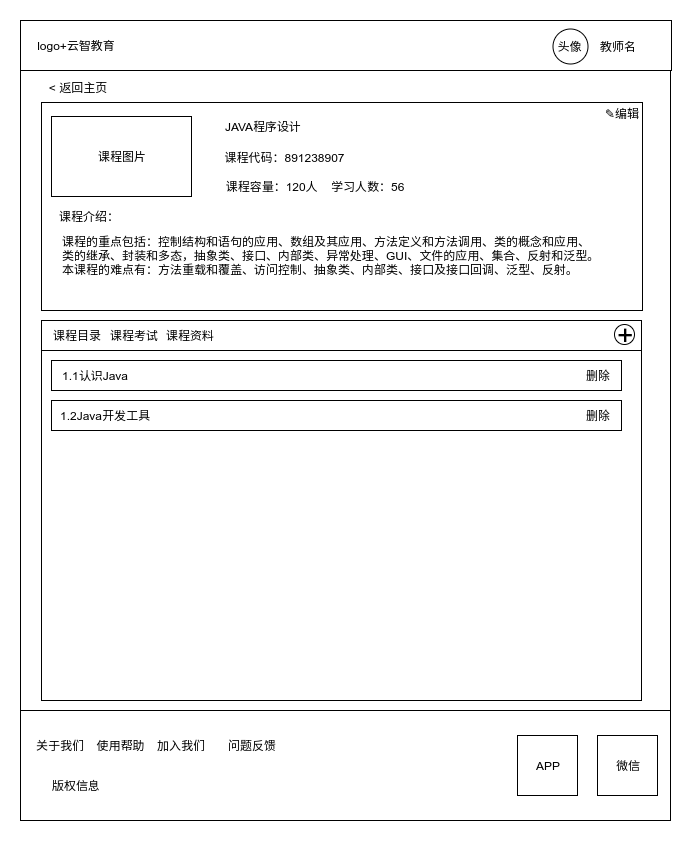 logo+云智教育 头像 教师名
< 返回主页
✎编辑
课程图片
JAVA程序设计
课程代码：891238907
课程容量：120人 学习人数：56
课程介绍：
课程的重点包括：控制结构和语句的应用、数组及其应用、方法定义和方法调用、类的概念和应用、
类的继承、封装和多态，抽象类、接口、内部类、异常处理、GUI、文件的应用、集合、反射和泛型。
本课程的难点有：方法重载和覆盖、访问控制、抽象类、内部类、接口及接口回调、泛型、反射。
课程目录 课程考试 课程资料
1.1认识Java 删除
1.2Java开发工具 删除
关于我们 使用帮助 加入我们 问题反馈
APP 微信
版权信息